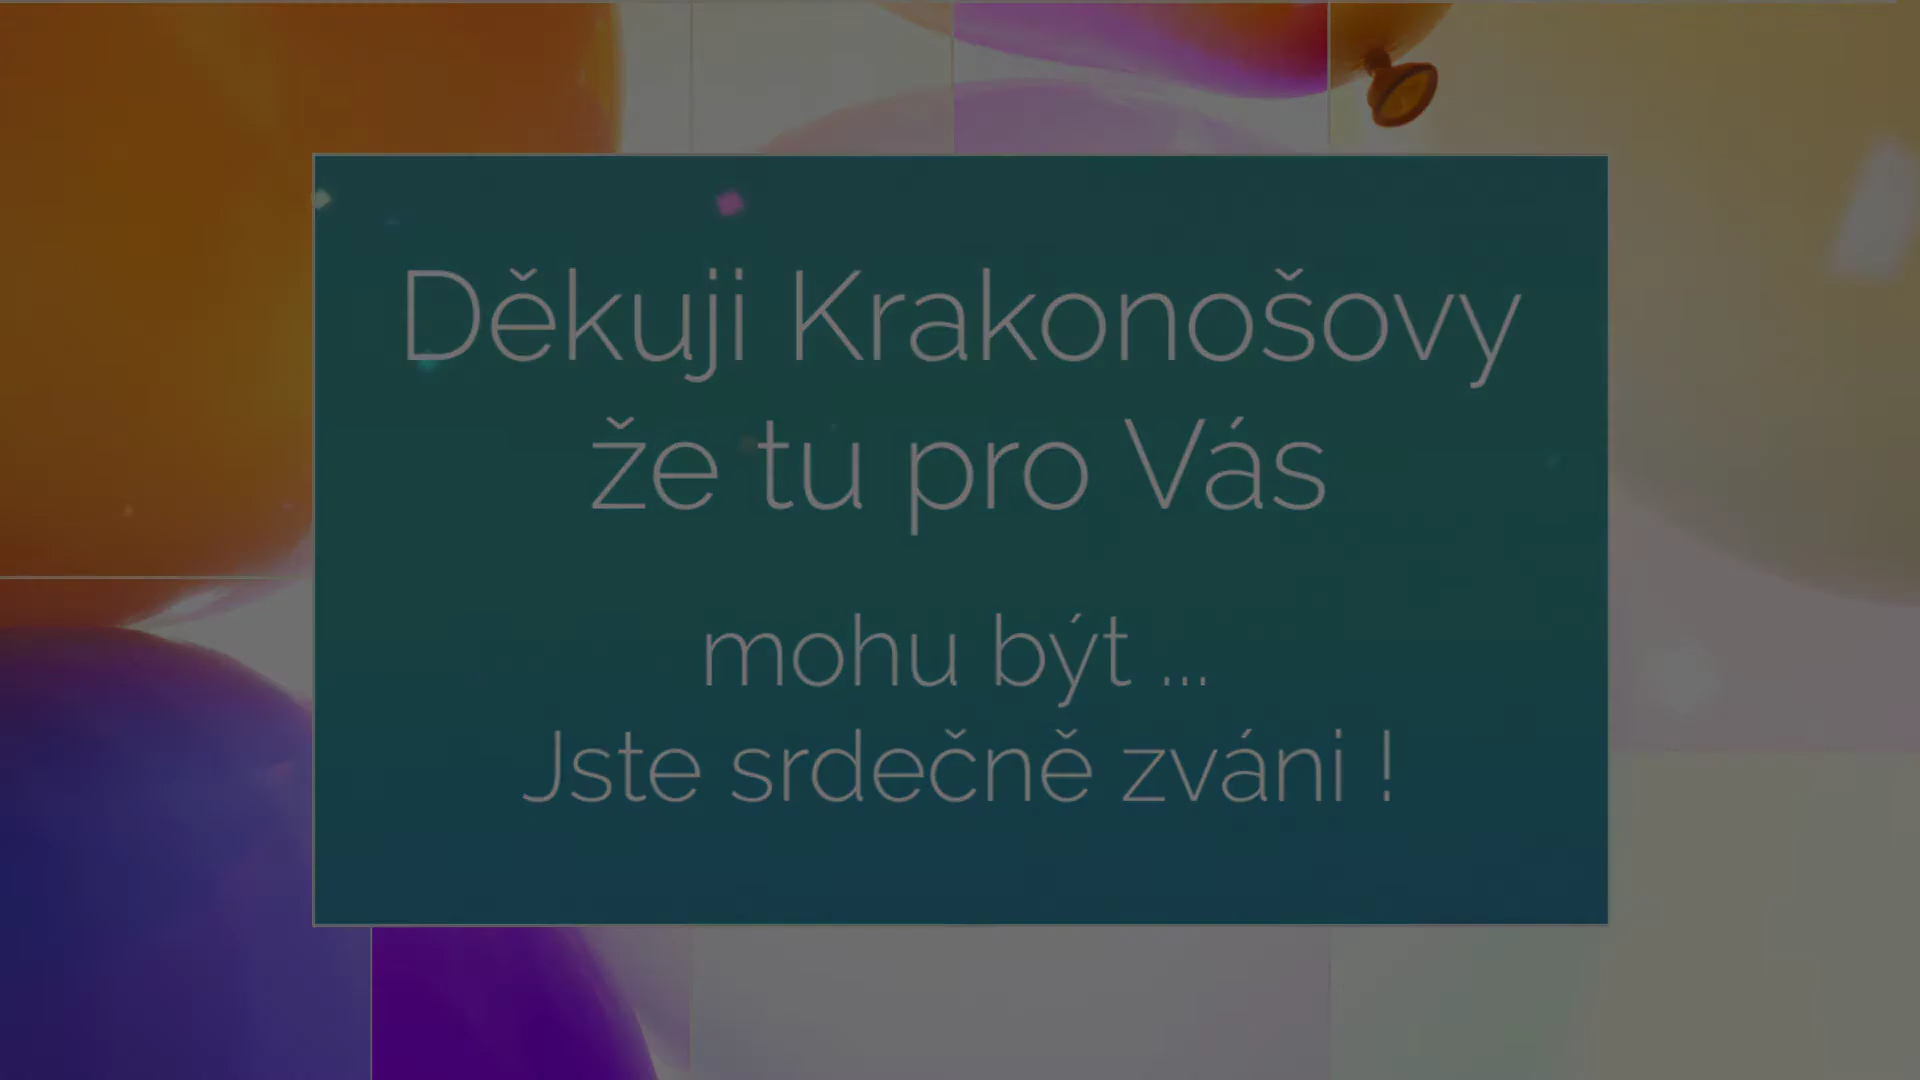 Děkuji Krakonošovy
že tu pro Vás
mohu být ...
Jste srdečně zváni !